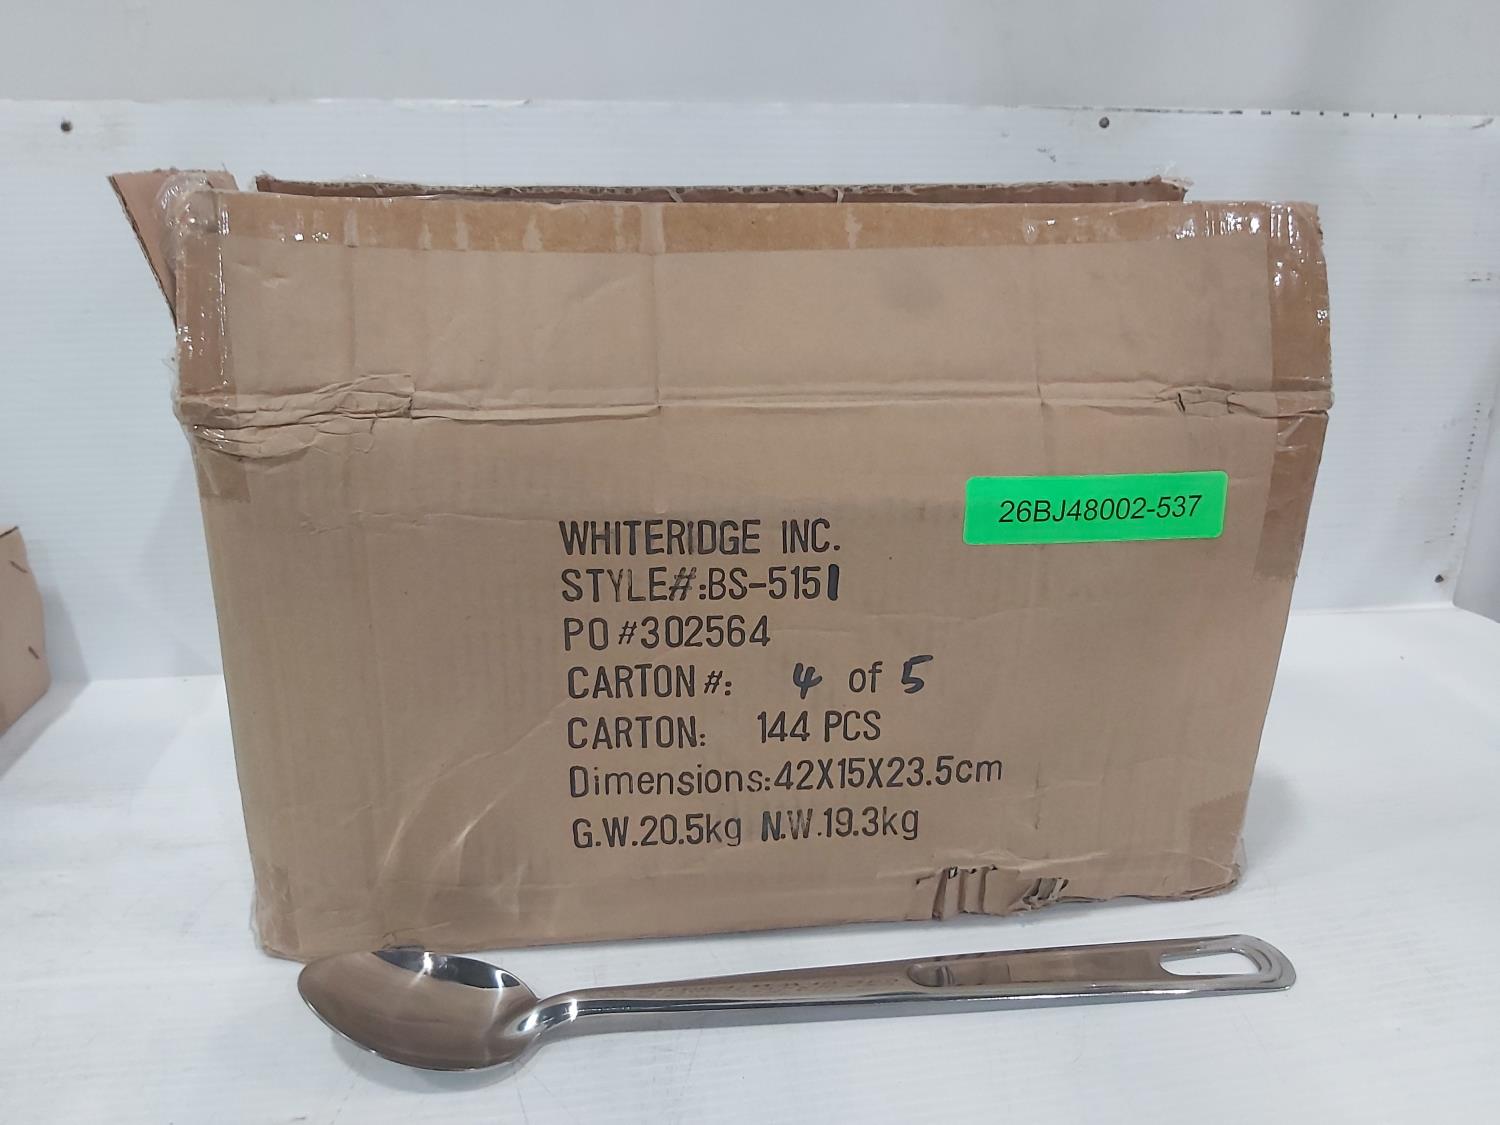 26BJ48002-537
WHITERIDGE INC.
STYLE#:BS-5151
PO #302564
CARTON #: 4 of 5
CARTON: 144 PCS
Dimensions:42X15X23.5cm
G.W.20.5kg N.W.19.3kg